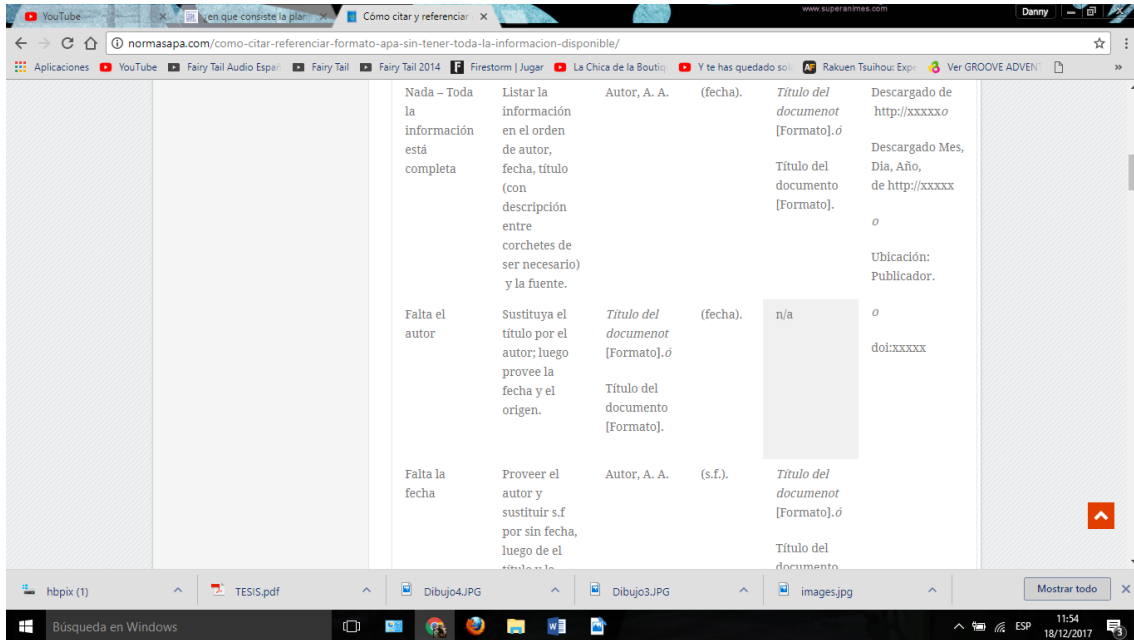 YouTube
¿en que consiste la plan
Cómo citar y referenciar
www.superanimes.com
Danny
normasapa.com/como-citar-referenciar-formato-apa-sin-tener-toda-la-informacion-disponible/
Aplicaciones YouTube Fairy Tail Audio Españ Fairy Tail Fairy Tail 2014 Firestorm | Jugar La Chica de la Boutiq Y te has quedado sol Rakuen Tsuihou: Expe Ver GROOVE ADVENT »
Nada – Toda
la
información
está
completa
Listar la
información
en el orden
de autor,
fecha, título
(con
descripción
entre
corchetes de
ser necesario)
y la fuente.
Autor, A. A.
(fecha).
Título del
documenot
[Formato].ó
Título del
documento
[Formato].
Descargado de
http://xxxxxo
Descargado Mes,
Dia, Año,
de http://xxxxx
o
Ubicación:
Publicador.
o
doi:xxxxx
Falta el
autor
Sustituya el
título por el
autor; luego
provee la
fecha y el
origen.
Título del
documenot
[Formato].ó
Título del
documento
[Formato].
(fecha).
n/a
Falta la
fecha
Proveer el
autor y
sustituir s.f
por sin fecha,
luego de el
título y la
Autor, A. A.
(s.f.).
Título del
documenot
[Formato].ó
Título del
documento
hbpix (1)
TESIS.pdf
Dibujo4.JPG
Dibujo3.JPG
images.jpg
Mostrar todo
Búsqueda en Windows
ESP
11:54
18/12/2017